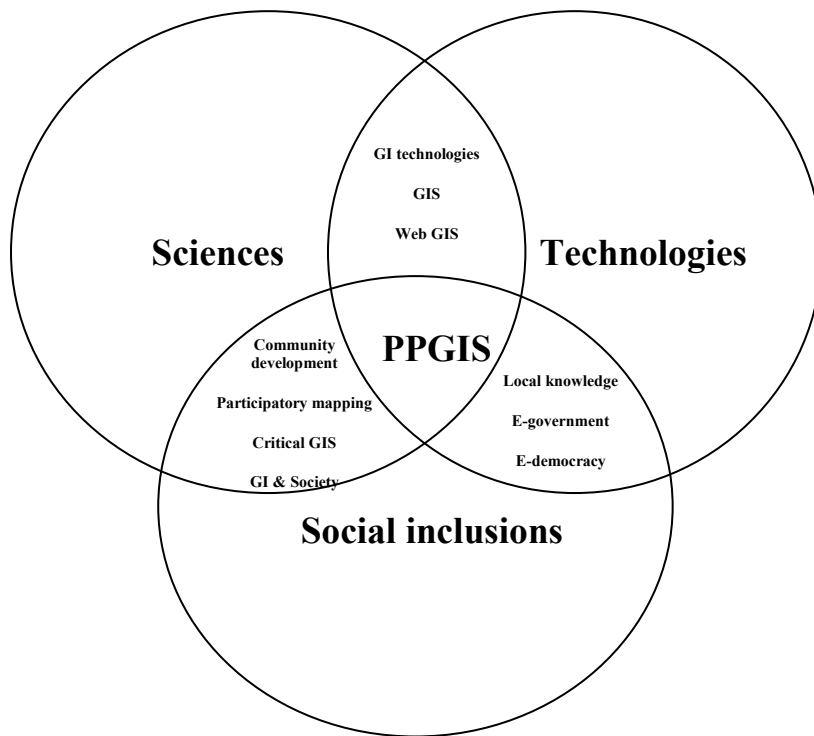 GI technologies
GIS
Web GIS
Sciences
Technologies
Community
development
PPGIS
Local knowledge
Participatory mapping
E-government
Critical GIS
E-democracy
GI & Society
Social inclusions